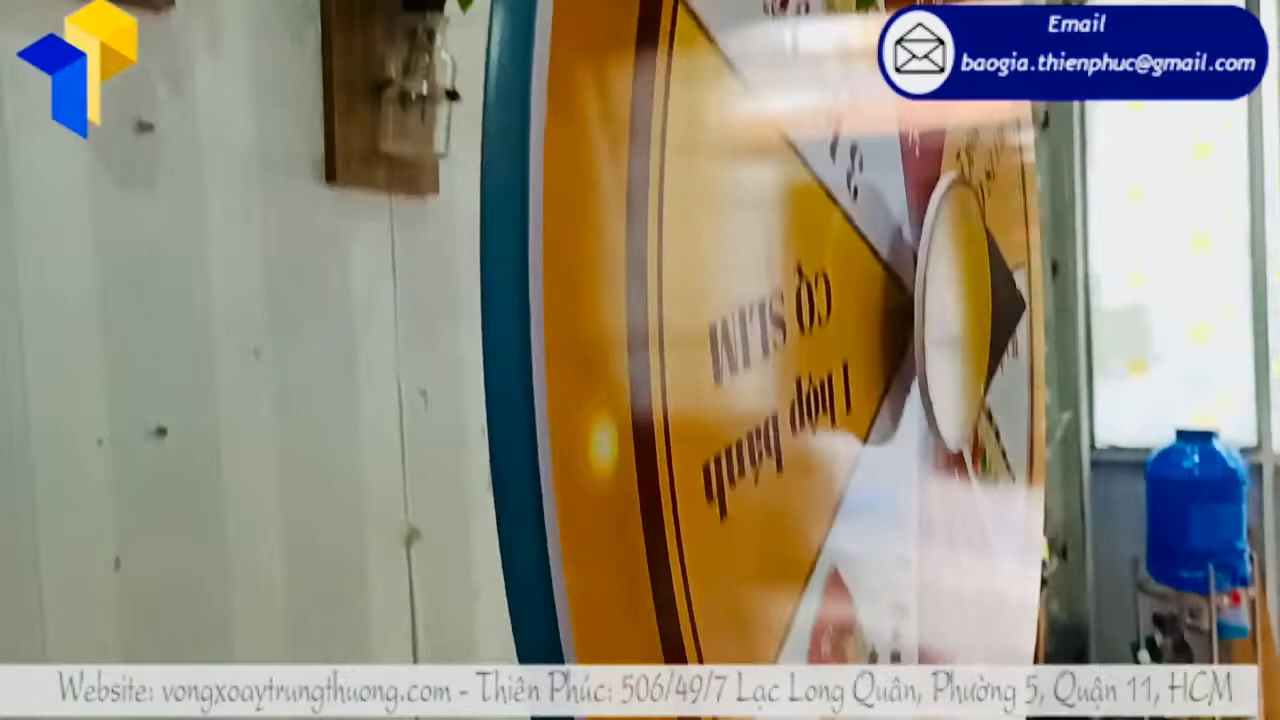 Email
baogia.thienphuc@gmail.com
1 hộp bánh
CỌ SLIM
Website: vongxoaytrungthuong.com - Thiên Phúc: 506/49/7 Lạc Long Quân, Phường 5, Quận 11, HCM